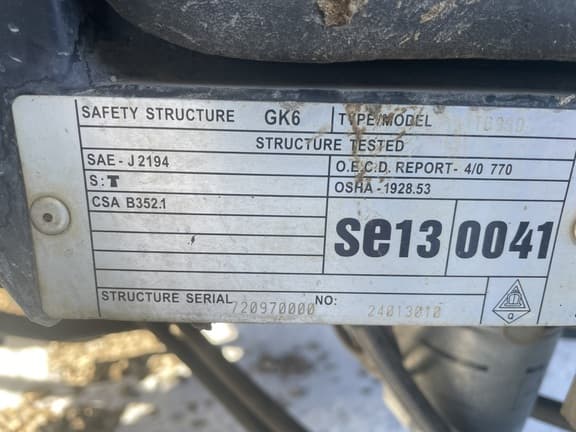 SAFETY STRUCTURE GK6 TYPE/MODEL
STRUCTURE TESTED
SAE - J2194 O.E.C.D. REPORT - 4/0 770
S: T OSHA - 1928.53
CSA B352.1
se13 0041
STRUCTURE SERIAL 720970000 NO: 24013010
Q